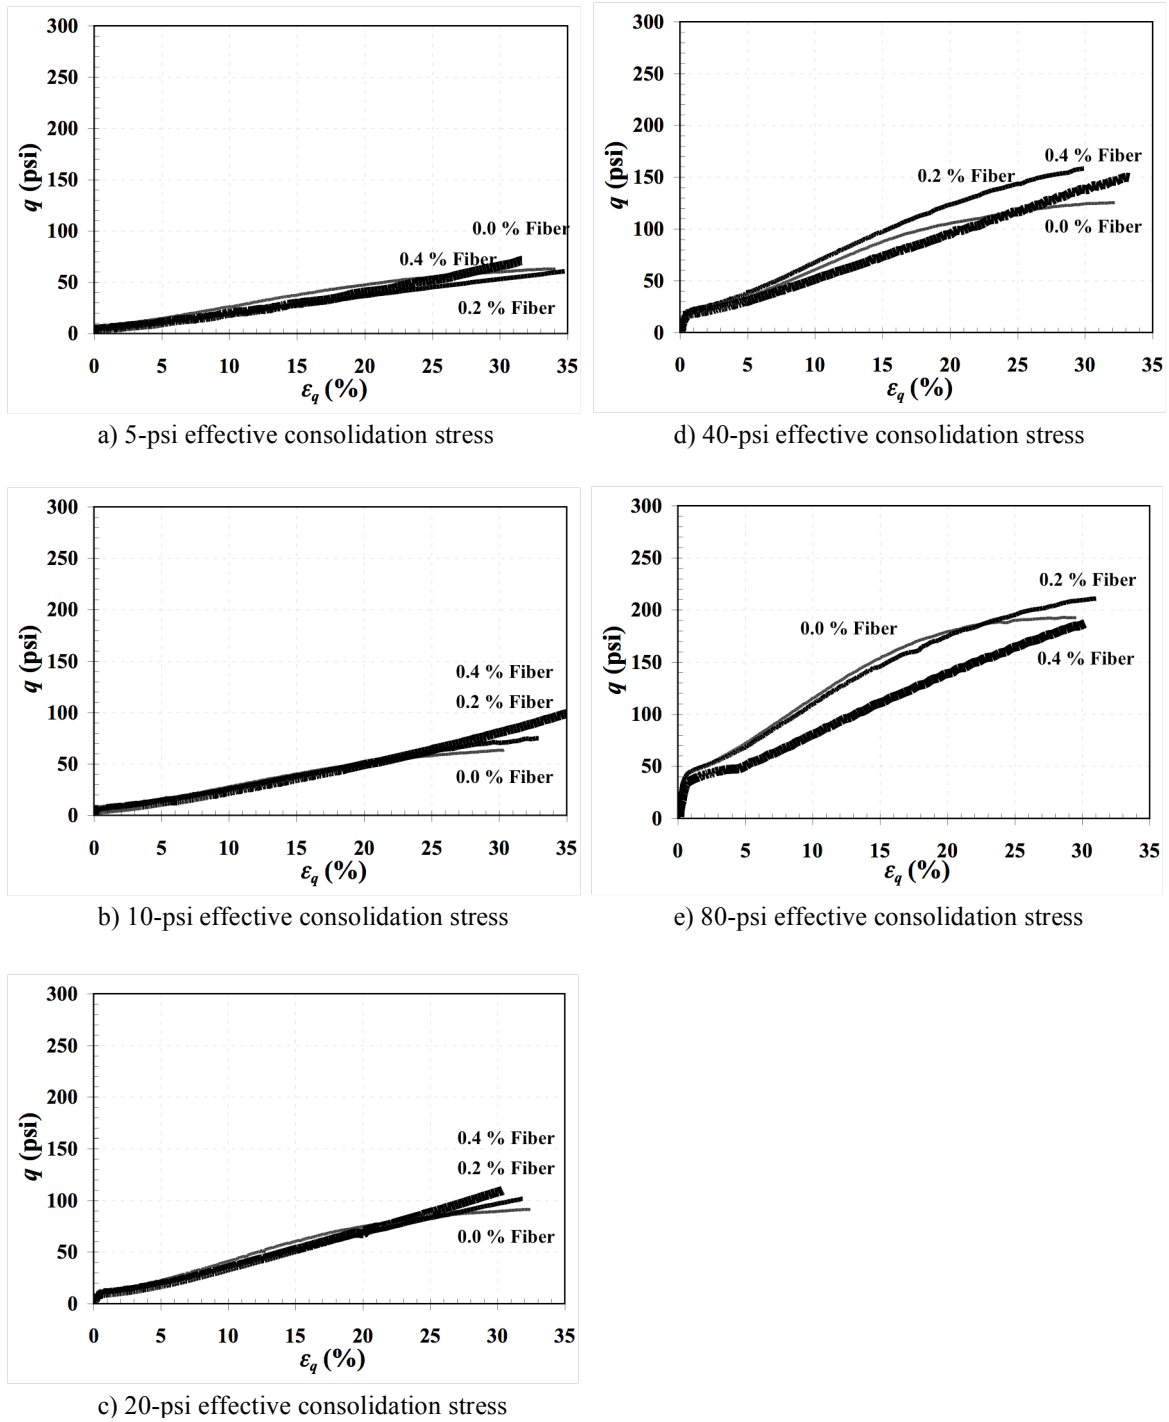 300
250
200
150
100
50
0
q (psi)
0.0 % Fiber
0.4 % Fiber
0.2 % Fiber
0 5 10 15 20 25 30 35
εq (%)
a) 5-psi effective consolidation stress
300
250
200
150
100
50
0
q (psi)
0.4 % Fiber
0.2 % Fiber
0.0 % Fiber
0 5 10 15 20 25 30 35
εq (%)
b) 10-psi effective consolidation stress
300
250
200
150
100
50
0
q (psi)
0.4 % Fiber
0.2 % Fiber
0.0 % Fiber
0 5 10 15 20 25 30 35
εq (%)
c) 20-psi effective consolidation stress
300
250
200
150
100
50
0
q (psi)
0.4 % Fiber
0.2 % Fiber
0.0 % Fiber
0 5 10 15 20 25 30 35
εq (%)
d) 40-psi effective consolidation stress
300
250
200
150
100
50
0
q (psi)
0.2 % Fiber
0.0 % Fiber
0.4 % Fiber
0 5 10 15 20 25 30 35
εq (%)
e) 80-psi effective consolidation stress